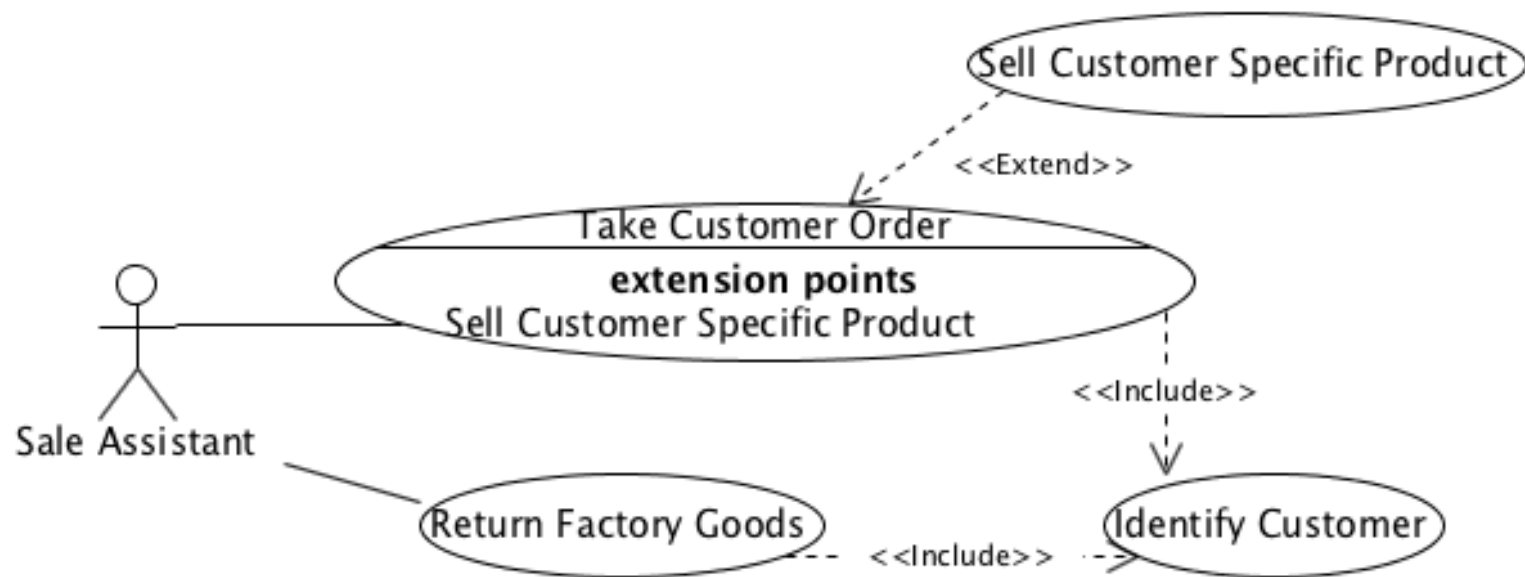 Sell Customer Specific Product
<<Extend>>
Take Customer Order
extension points
Sell Customer Specific Product
<<Include>>
Sale Assistant
Return Factory Goods
<<Include>>
Identify Customer